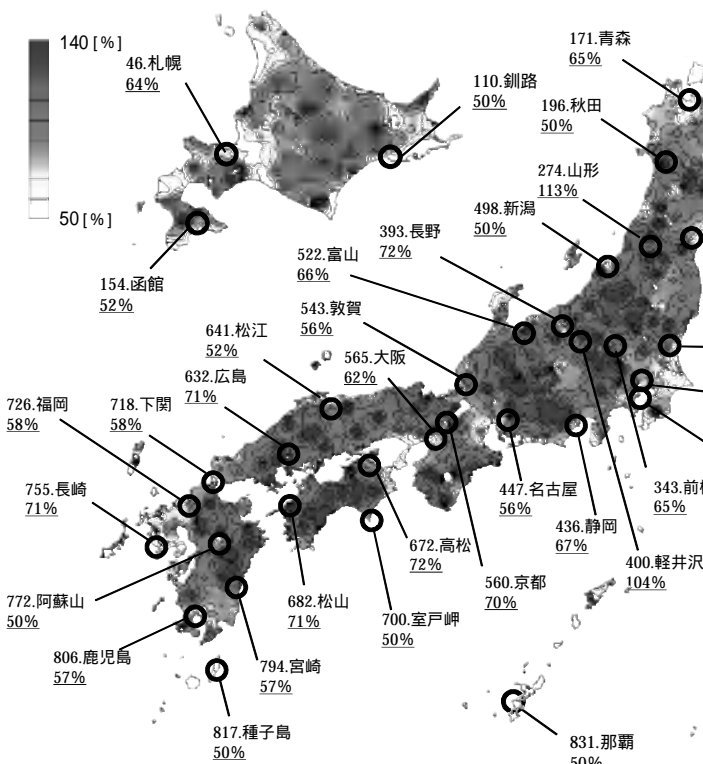 140 [％]
50 [％]
46.札幌
64%
110.釧路
50%
154.函館
52%
171.青森
65%
196.秋田
50%
274.山形
113%
498.新潟
50%
393.長野
72%
522.富山
66%
543.敦賀
56%
641.松江
52%
565.大阪
62%
632.広島
71%
726.福岡
58%
718.下関
58%
755.長崎
71%
447.名古屋
56%
343.前橋
65%
436.静岡
67%
672.高松
72%
400.軽井沢
104%
560.京都
70%
772.阿蘇山
50%
682.松山
71%
700.室戸岬
50%
806.鹿児島
57%
794.宮崎
57%
817.種子島
50%
831.那覇
50%